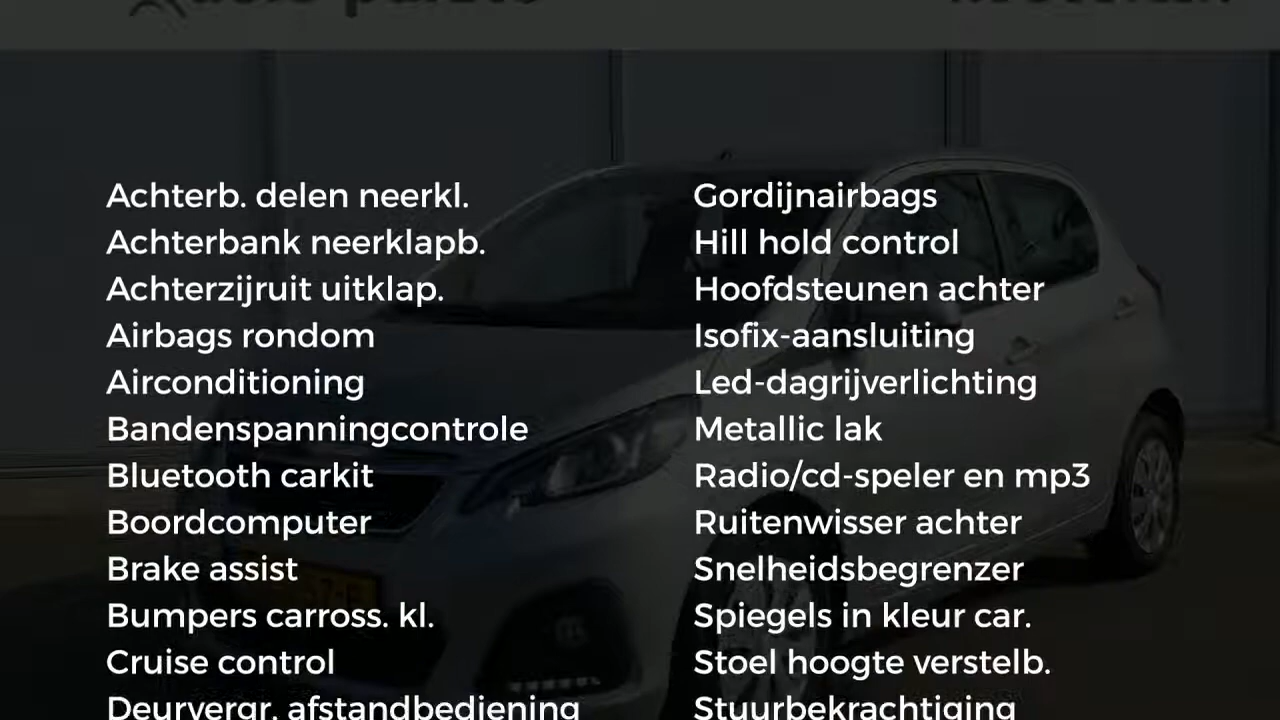 Achterb. delen neerkl.
Achterbank neerklapb.
Achterzijruit uitklap.
Airbags rondom
Airconditioning
Bandenspanningcontrole
Bluetooth carkit
Boordcomputer
Brake assist
Bumpers carross. kl.
Cruise control
Deurvergr. afstandbediening
Gordijnairbags
Hill hold control
Hoofdsteunen achter
Isofix-aansluiting
Led-dagrijverlichting
Metallic lak
Radio/cd-speler en mp3
Ruitenwisser achter
Snelheidsbegrenzer
Spiegels in kleur car.
Stoel hoogte verstelb.
Stuurbekrachtiging